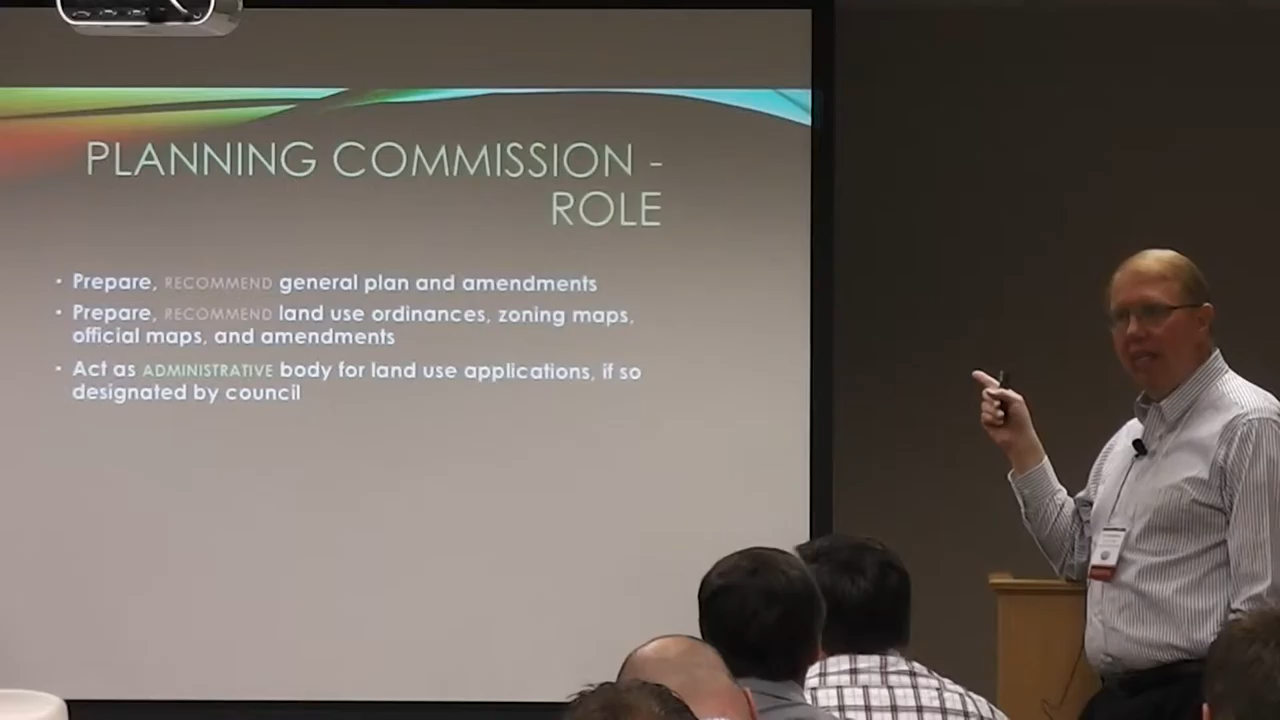 PLANNING COMMISSION -
ROLE
• Prepare, RECOMMEND general plan and amendments
• Prepare, RECOMMEND land use ordinances, zoning maps,
official maps, and amendments
• Act as ADMINISTRATIVE body for land use applications, if so
designated by council